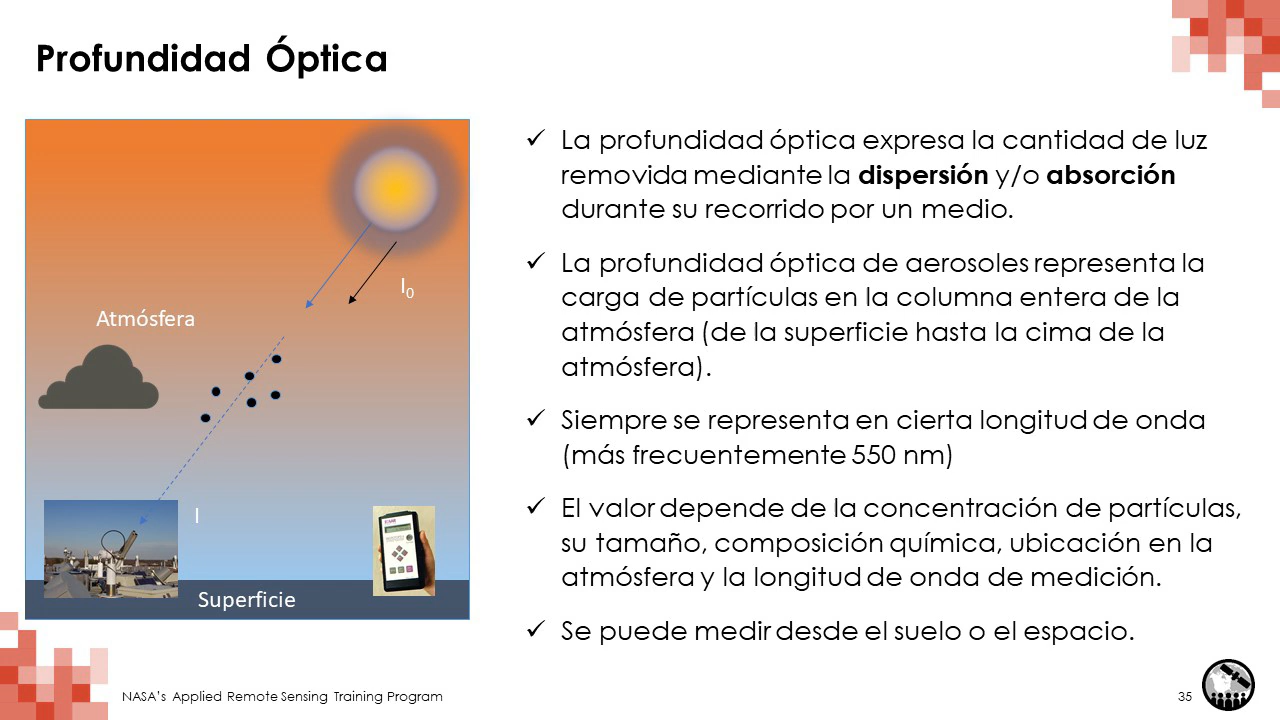 Profundidad Óptica
I0
Atmósfera
I
Superficie
La profundidad óptica expresa la cantidad de luz
removida mediante la dispersión y/o absorción
durante su recorrido por un medio.
La profundidad óptica de aerosoles representa la
carga de partículas en la columna entera de la
atmósfera (de la superficie hasta la cima de la
atmósfera).
Siempre se representa en cierta longitud de onda
(más frecuentemente 550 nm)
El valor depende de la concentración de partículas,
su tamaño, composición química, ubicación en la
atmósfera y la longitud de onda de medición.
Se puede medir desde el suelo o el espacio.
NASA's Applied Remote Sensing Training Program
35